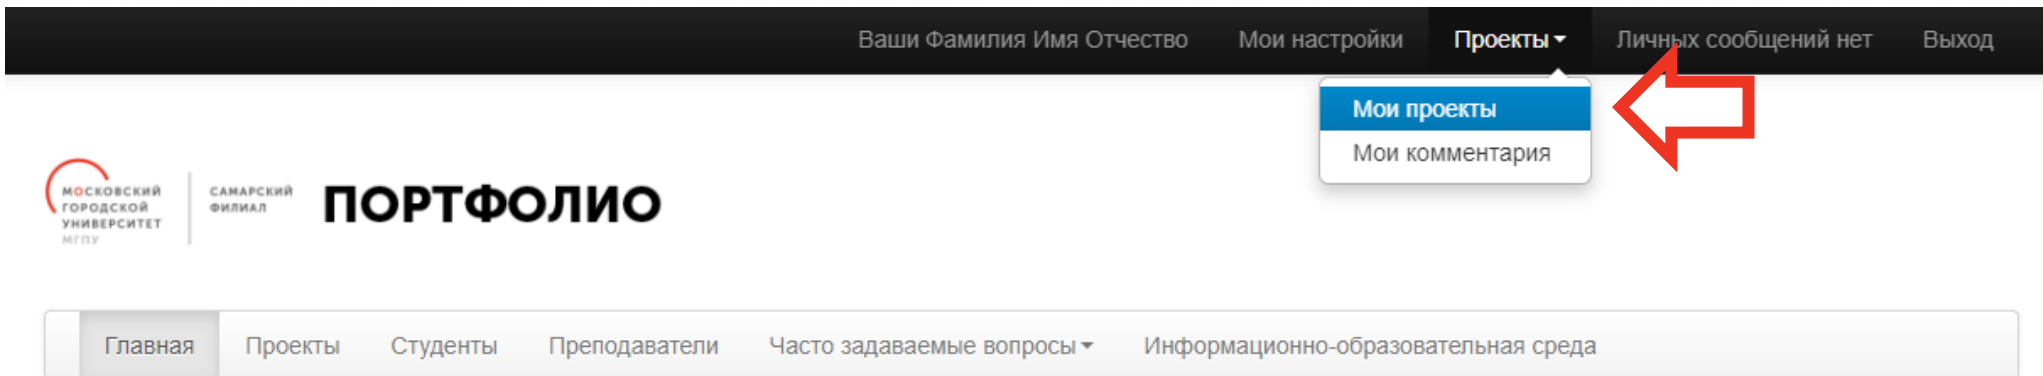 Ваши Фамилия Имя Отчество Мои настройки Проекты Личных сообщений нет Выход
Мои проекты
Мои комментария
МОСКОВСКИЙ
ГОРОДСКОЙ
УНИВЕРСИТЕТ
МГПУ
САМАРСКИЙ
ФИЛИАЛ
ПОРТФОЛИО
Главная Проекты Студенты Преподаватели Часто задаваемые вопросы Информационно-образовательная среда